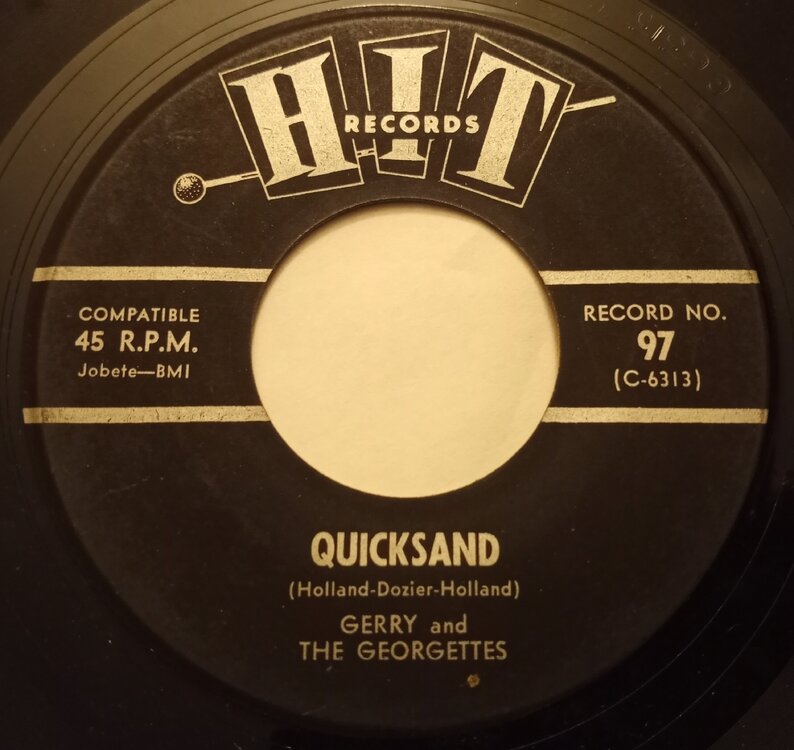 HIT
RECORDS
COMPATIBLE
45 R.P.M.
Jobete—BMI
RECORD NO.
97
(C-6313)
QUICKSAND
(Holland-Dozier-Holland)
GERRY and
THE GEORGETTES